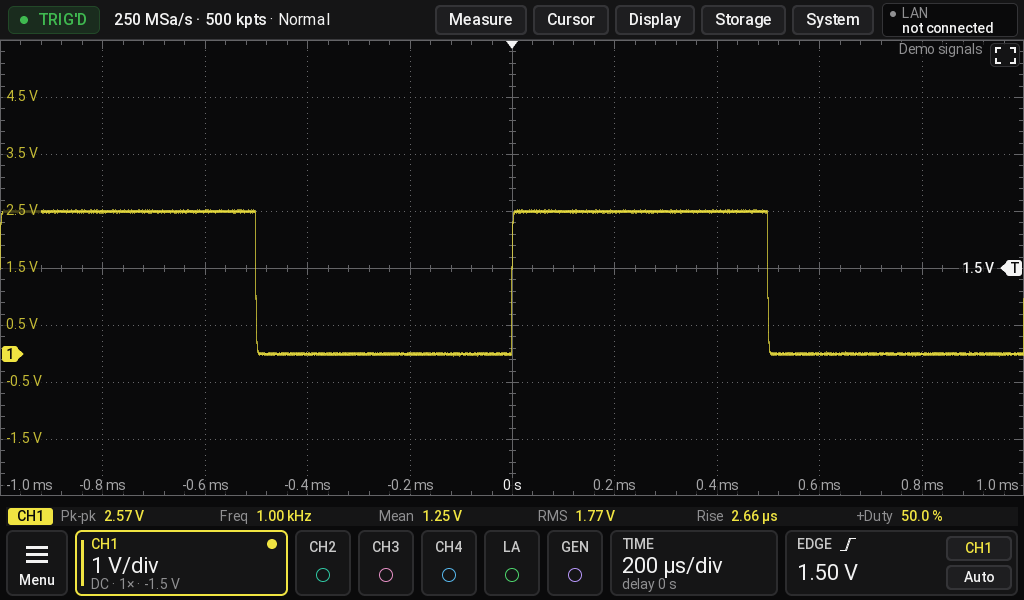 TRIG'D 250 MSa/s · 500 kpts · Normal Measure Cursor Display Storage System LAN
not connected
Demo signals
4.5 V
3.5 V
2.5 V
1.5 V 1.5 V T
0.5 V
1
-0.5 V
-1.5 V
-1.0 ms -0.8 ms -0.6 ms -0.4 ms -0.2 ms 0 s 0.2 ms 0.4 ms 0.6 ms 0.8 ms 1.0 ms
CH1 Pk-pk 2.57 V Freq 1.00 kHz Mean 1.25 V RMS 1.77 V Rise 2.66 µs +Duty 50.0 %
Menu
CH1
1 V/div
DC · 1× · -1.5 V
CH2 CH3 CH4 LA GEN
TIME
200 µs/div
delay 0 s
EDGE
1.50 V
CH1
Auto